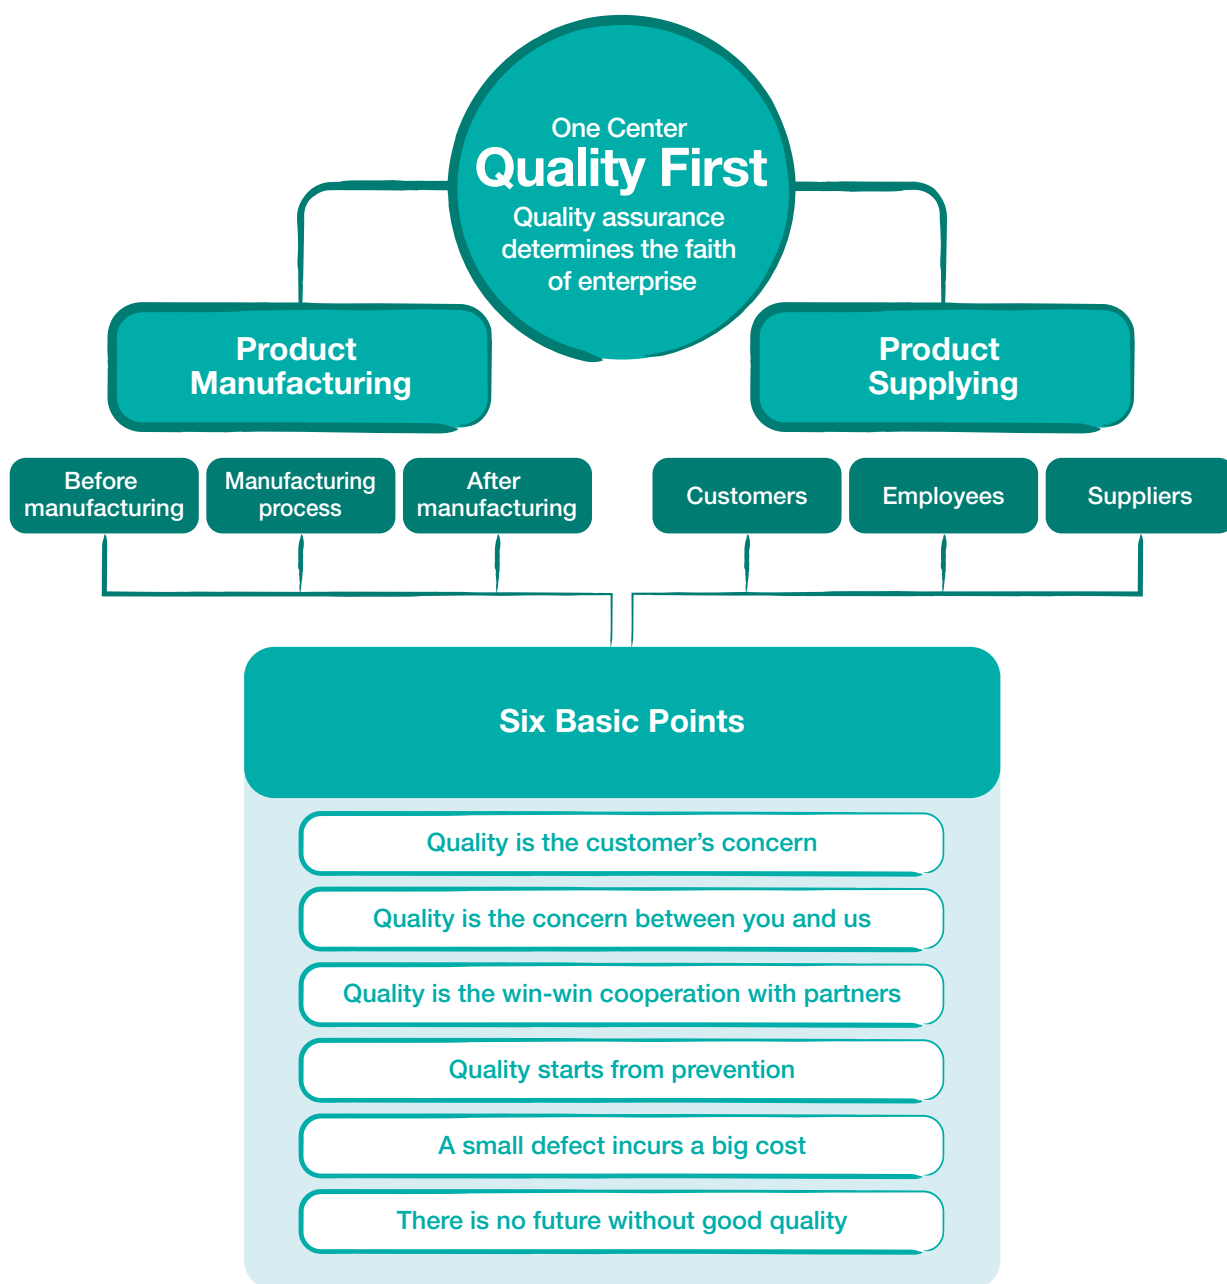 One Center
Quality First
Quality assurance
determines the faith
of enterprise
Product
Manufacturing
Product
Supplying
Before
manufacturing
Manufacturing
process
After
manufacturing
Customers
Employees
Suppliers
Six Basic Points
Quality is the customer’s concern
Quality is the concern between you and us
Quality is the win-win cooperation with partners
Quality starts from prevention
A small defect incurs a big cost
There is no future without good quality